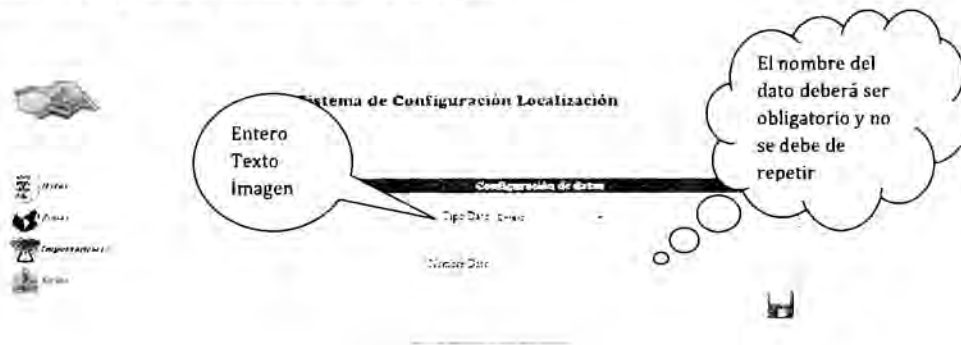 Sistema de Configuración Localización
Entero
Texto
Imagen
El nombre del
dato deberá ser
obligatorio y no
se debe de
repetir
Configuración de datos
Tipo Dato
Nombre Dato